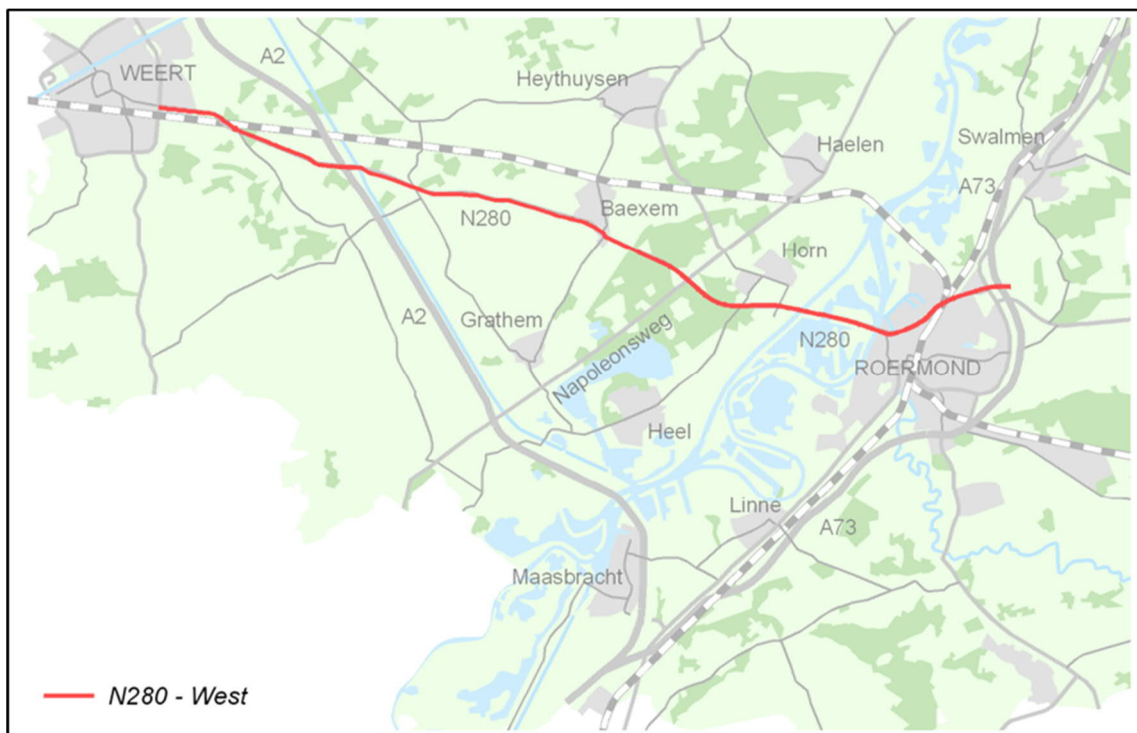 A2
WEERT
Heythuysen
Haelen
Swalmen
A73
N280
Baexem
Horn
A2
Grathem
Napoleonsweg
N280
ROERMOND
Heel
Linne
A73
Maasbracht
N280 - West